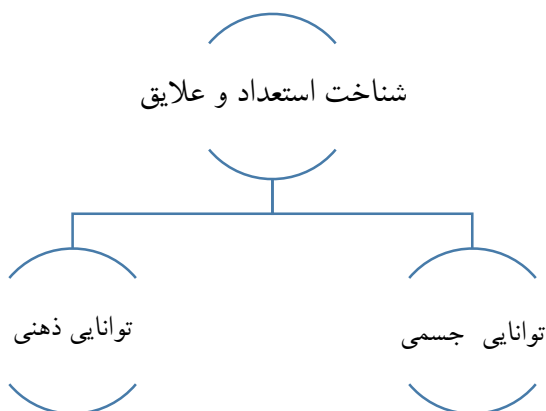 شناخت استعداد و علایق
توانایی جسمی
توانایی ذهنی